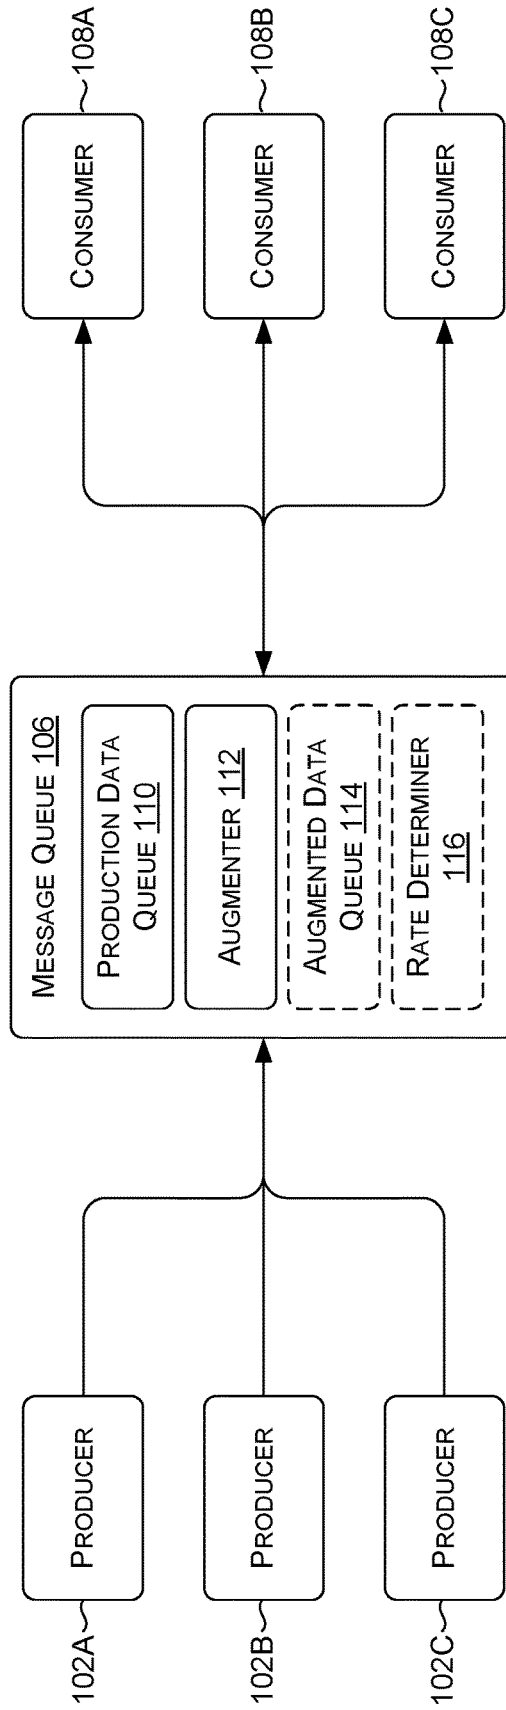 102A
PRODUCER
102B
PRODUCER
102C
PRODUCER
MESSAGE QUEUE 106
PRODUCTION DATA
QUEUE 110
AUGMENTER 112
AUGMENTED DATA
QUEUE 114
RATE DETERMINER
116
CONSUMER
108A
CONSUMER
108B
CONSUMER
108C